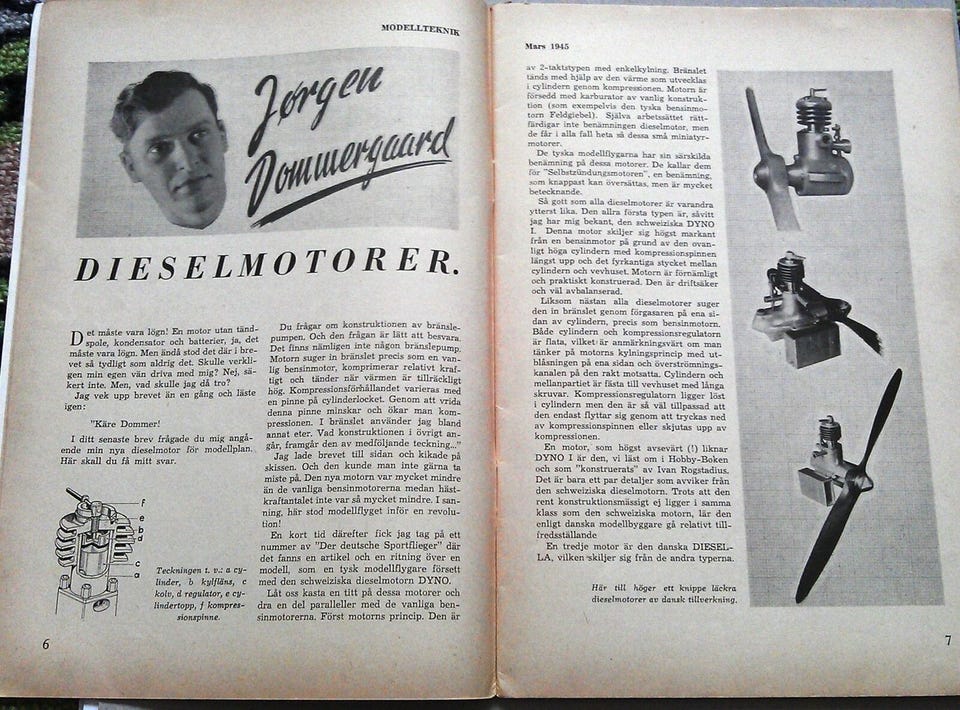 MODELLTEKNIK
Jørgen
Dommergaard
DIESELMOTORER.
Det måste vara lögn! En motor utan tänd-
spole, kondensator och batterier, ja, det
måste vara lögn. Men ändå stod det där i bre-
vet så tydligt som aldrig det. Skulle verkli-
gen min egen vän driva med mig? Nej, sä-
kert inte. Men, vad skulle jag då tro?
Jag vek upp brevet än en gång och läste
igen:
"Käre Dommer!
I ditt senaste brev frågade du mig angå-
ende min nya dieselmotor för modellplan.
Här skall du få mitt svar.
f
e
b
a
c
d
Teckningen t. v.: a cy-
linder, b kylfläns, c
kolv, d regulator, e cy-
lindertopp, f kompres-
sionspinne.
Du frågar om konstruktionen av bränsle-
pumpen. Och den frågan är lätt att besvara.
Det finns nämligen inte någon bränslepump.
Motorn suger in bränslet precis som en van-
lig bensinmotor, komprimerar relativt kraf-
tigt och tänder när värmen är tillräckligt
hög. Kompressionsförhållandet varieras med
en pinne på cylinderlocket. Genom att vrida
denna pinne minskar och ökar man kom-
pressionen. I bränslet använder jag bland
annat eter. Vad konstruktionen i övrigt an-
går, framgår den av medföljande teckning..."
Jag lade brevet till sidan och kikade på
skissen. Och den kunde man inte gärna ta
miste på. Den nya motorn var mycket mindre
än de vanliga bensinmotorerna medan häst-
kraftantalet inte var så mycket mindre. I san-
ning, här stod modellflyget inför en revolu-
tion!
En kort tid därefter fick jag tag på ett
nummer av "Der deutsche Sportflieger" där
det fanns en artikel och en ritning över en
modell, som en tysk modellflygare försett
med den schweiziska dieselmotorn DYNO.
Låt oss kasta en titt på dessa motorer och
dra en del paralleller med de vanliga ben-
sinmotorerna. Först motorns princip. Den är
6
Mars 1945
av 2-taktstypen med enkelkylning. Bränslet
tänds med hjälp av den värme som utvecklas
i cylindern genom kompressionen. Motorn är
försedd med karburator av vanlig konstruk-
tion (som exempelvis den tyska bensinmo-
torn Feldgiebel). Själva arbetssättet rätt-
färdigar inte benämningen dieselmotor, men
de får i alla fall heta så dessa små miniatyr-
motorer.
De tyska modellflygarna har sin särskilda
benämning på dessa motorer. De kallar dem
för "Selbstzündungsmotoren", en benämning,
som knappast kan översättas, men är mycket
betecknande.
Så gott som alla dieselmotorer är varandra
ytterst lika. Den allra första typen är, såvitt
jag har mig bekant, den schweiziska DYNO
I. Denna motor skiljer sig högst markant
från en bensinmotor på grund av den ovan-
ligt höga cylindern med kompressionspinnen
längst upp och det fyrkantiga stycket mellan
cylindern och vevhuset. Motorn är förnämligt
och praktiskt konstruerad. Den är driftsäker
och väl avbalanserad.
Liksom nästan alla dieselmotorer suger
den in bränslet genom förgasaren på ena si-
dan av cylindern, precis som bensinmotorn.
Både cylindern och kompressionsregulatorn
är flata, vilket är anmärkningsvärt om man
tänker på motorns kylningsprincip med ut-
blåsningen på ena sidan och överströmnings-
kanalen på den rakt motsatta. Cylindern och
mellanpartiet är fästa till vevhuset med långa
skruvar. Kompressionsregulatorn ligger löst
i cylindern men den är så väl tillpassad att
den endast flyttar sig genom att tryckas ned
av kompressionspinnen eller skjutas upp av
kompressionen.
En motor, som högst avsevärt (!) liknar
DYNO I är den, vi läst om i Hobby-Boken
och som "konstruerats" av Ivan Rogstadius.
Det är bara ett par detaljer som avviker från
den schweiziska dieselmotorn. Trots att den
rent konstruktionsmässigt ej ligger i samma
klass som den schweiziska motorn, lär den
enligt danska modellbyggare gå relativt till-
fredsställande
En tredje motor är den danska DIESEL-
LA, vilken skiljer sig från de andra typerna.
Här till höger ett knippe läckra
dieselmotorer av dansk tillverkning.
7